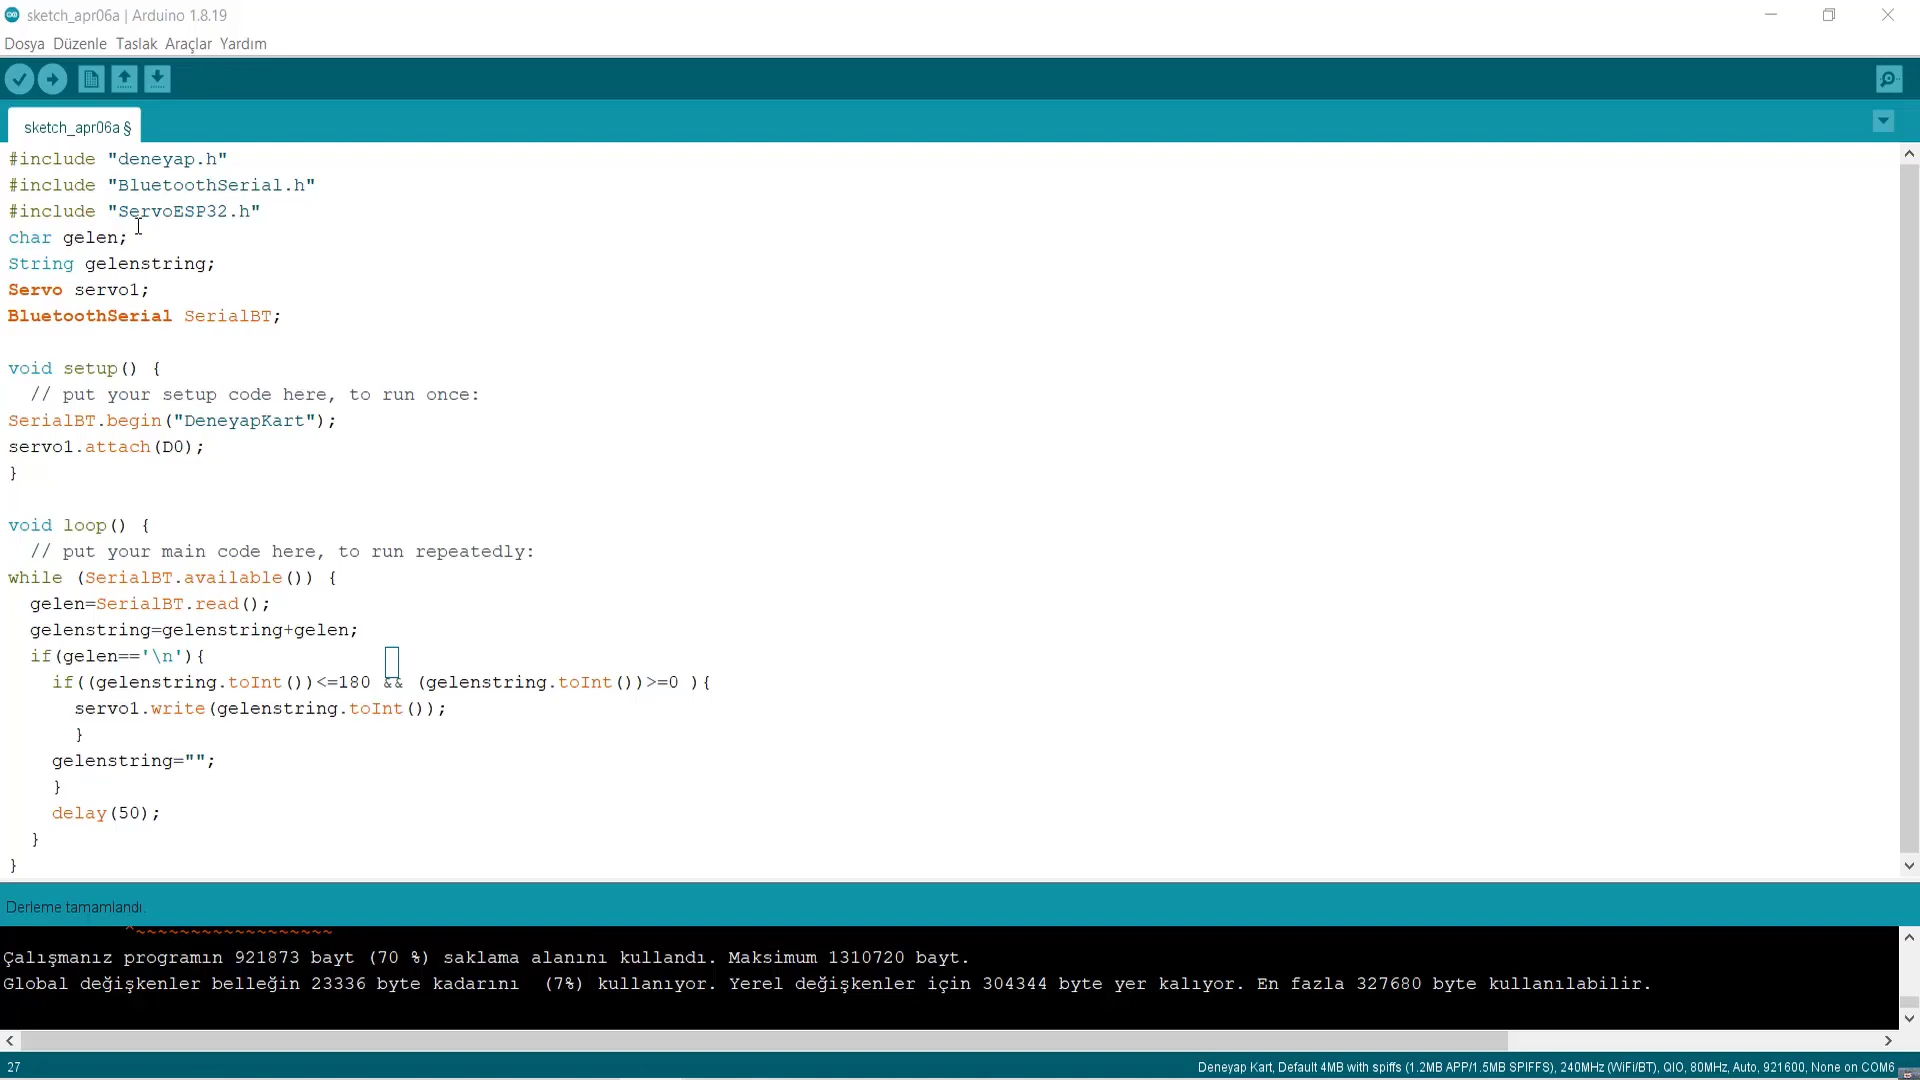 sketch_apr06a | Arduino 1.8.19
Dosya Düzenle Taslak Araçlar Yardım
sketch_apr06a §
#include "deneyap.h"
#include "BluetoothSerial.h"
#include "ServoESP32.h"
char gelen;
String gelenstring;
Servo servo1;
BluetoothSerial SerialBT;
void setup() {
// put your setup code here, to run once:
SerialBT.begin("DeneyapKart");
servo1.attach(D0);
}
void loop() {
// put your main code here, to run repeatedly:
while (SerialBT.available()) {
gelen=SerialBT.read();
gelenstring=gelenstring+gelen;
if(gelen=='\n'){
if((gelenstring.toInt())<=180 && (gelenstring.toInt())>=0 ){
servo1.write(gelenstring.toInt());
}
gelenstring="";
}
delay(50);
}
}
Derleme tamamlandı.
^~~~~~~~~~~~~~~~~~~
Çalışmanız programın 921873 bayt (70 %) saklama alanını kullandı. Maksimum 1310720 bayt.
Global değişkenler belleğin 23336 byte kadarını  (7%) kullanıyor. Yerel değişkenler için 304344 byte yer kalıyor. En fazla 327680 byte kullanılabilir.
27
Deneyap Kart, Default 4MB with spiffs (1.2MB APP/1.5MB SPIFFS), 240MHz (WiFi/BT), QIO, 80MHz, Auto, 921600, None on COM6